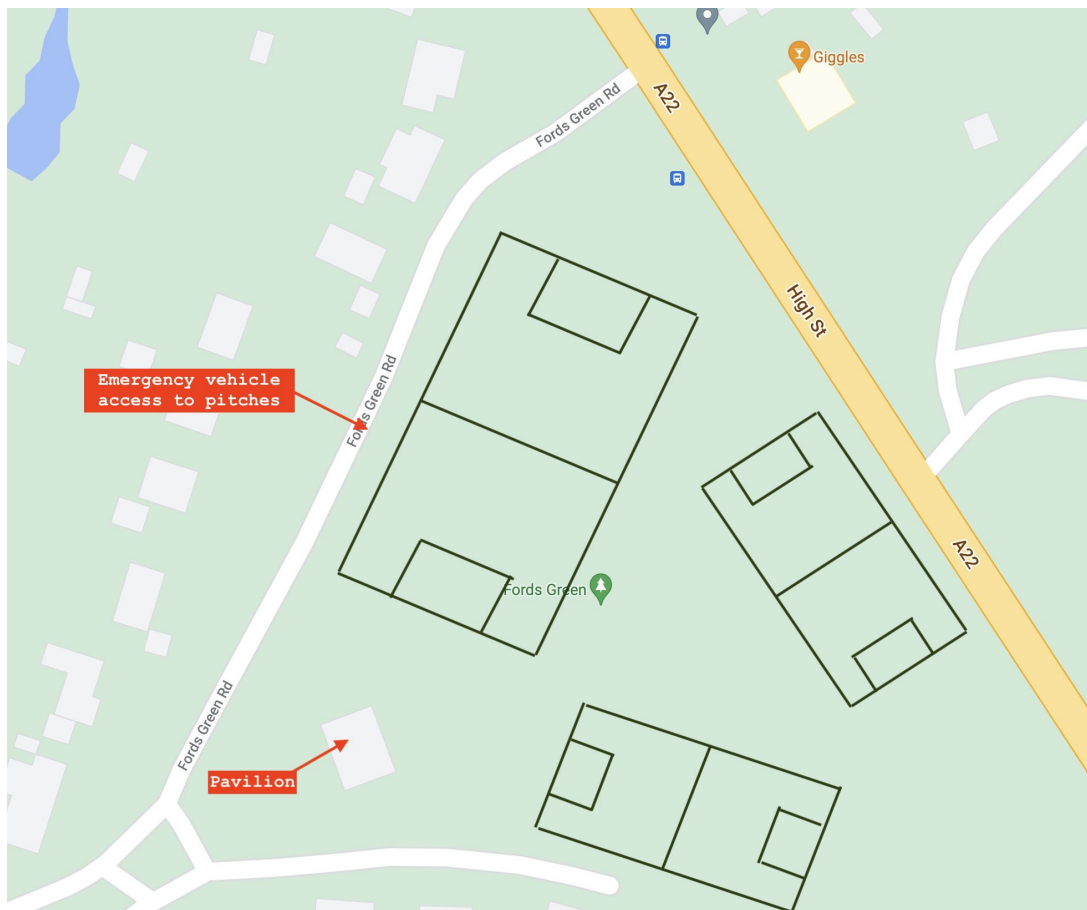 Giggles
Fords Green Rd
A22
High St
Emergency vehicle
access to pitches
Fords Green Rd
A22
Fords Green
Fords Green Rd
Pavilion